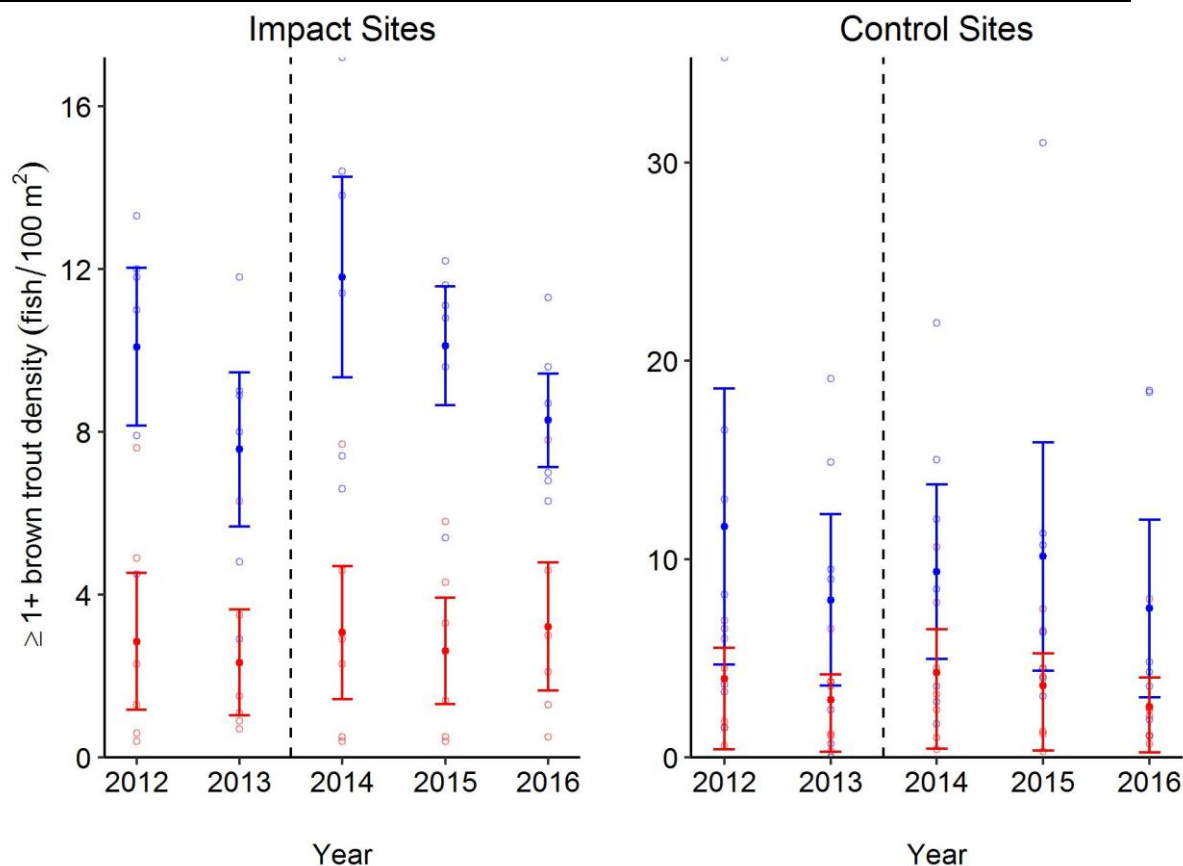 Impact Sites
Control Sites
≥ 1+ brown trout density (fish/100 m²)
16
12
8
4
0
2012 2013 2014 2015 2016
Year
30
20
10
0
2012 2013 2014 2015 2016
Year